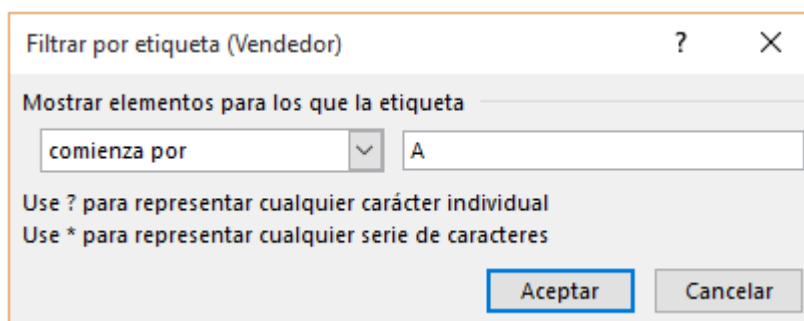 Filtrar por etiqueta (Vendedor) ?
Mostrar elementos para los que la etiqueta
comienza por A
Use ? para representar cualquier carácter individual
Use * para representar cualquier serie de caracteres
Aceptar Cancelar